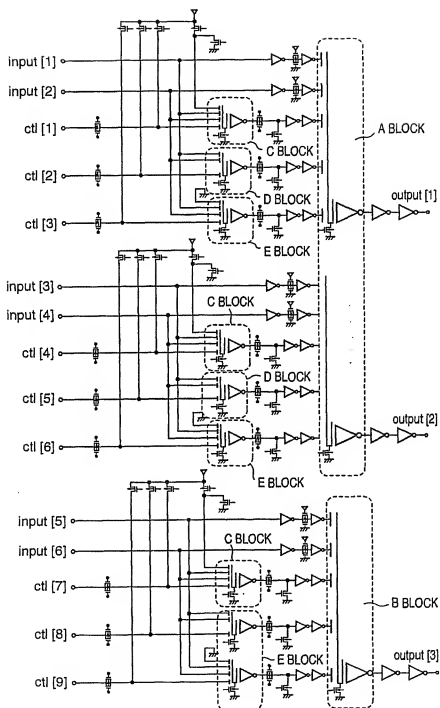 input [1]
input [2]
ctl [1]
A BLOCK
C BLOCK
ctl [2]
D BLOCK
ctl [3]
output [1]
E BLOCK
input [3]
input [4]
C BLOCK
ctl [4]
D BLOCK
ctl [5]
output [2]
ctl [6]
E BLOCK
input [5]
input [6]
C BLOCK
ctl [7]
B BLOCK
ctl [8]
E BLOCK
output [3]
ctl [9]